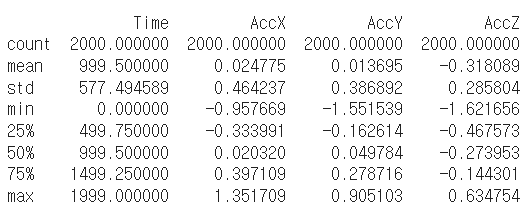 Time AccX AccY AccZ
count 2000.000000 2000.000000 2000.000000 2000.000000
mean 999.500000 0.024775 0.013695 -0.318089
std 577.494589 0.464237 0.386892 0.285804
min 0.000000 -0.957669 -1.551539 -1.621656
25% 499.750000 -0.333991 -0.162614 -0.467573
50% 999.500000 0.020320 0.049784 -0.273953
75% 1499.250000 0.397109 0.278716 -0.144301
max 1999.000000 1.351709 0.905103 0.634754